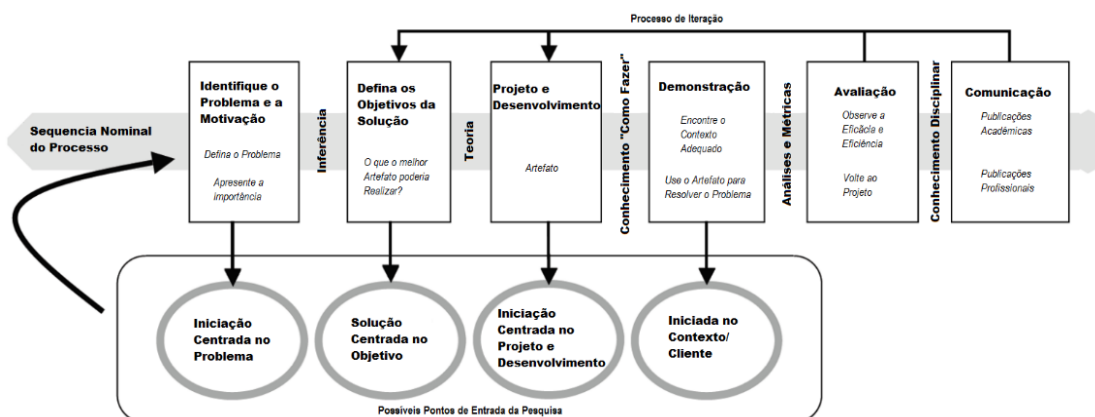 Processo de Iteração
Sequencia Nominal
do Processo
Identifique o
Problema e a
Motivação
Defina o Problema
Apresente a
importância
Inferência
Defina os
Objetivos da
Solução
O que o melhor
Artefato poderia
Realizar?
Teoria
Projeto e
Desenvolvimento
Artefato
Conhecimento "Como Fazer"
Demonstração
Encontre o
Contexto
Adequado
Use o Artefato para
Resolver o Problema
Análises e Métricas
Avaliação
Observe a
Eficácia e
Eficiência
Volte ao
Projeto
Conhecimento Disciplinar
Comunicação
Publicações
Acadêmicas
Publicações
Profissionais
Iniciação
Centrada no
Problema
Solução
Centrada no
Objetivo
Iniciação
Centrada no
Projeto e
Desenvolvimento
Iniciada no
Contexto/
Cliente
Possíveis Pontos de Entrada da Pesquisa